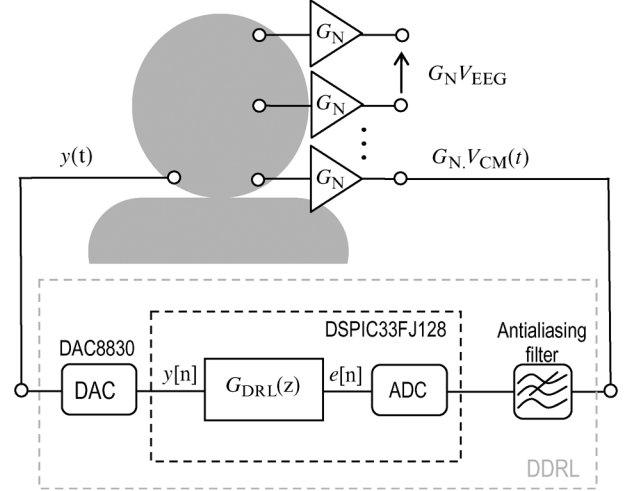 G_N
G_N V_EEG
G_N
y(t)
G_N
G_N.V_CM(t)
DSPIC33FJ128
Antialiasing
filter
DAC8830
DAC
y[n]
G_DRL(z)
e[n]
ADC
DDRL